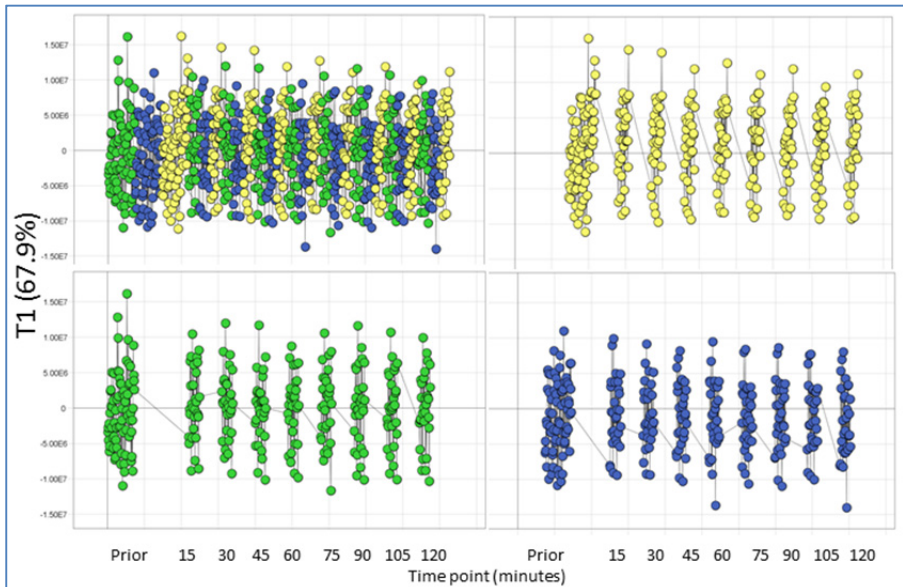 1.50E7
1.00E7
5.00E6
0
-5.00E6
-1.00E7
-1.50E7
T1 (67.9%)
1.50E7
1.00E7
5.00E6
0
-5.00E6
-1.00E7
-1.50E7
Prior 15 30 45 60 75 90 105 120 Prior 15 30 45 60 75 90 105 120
Time point (minutes)